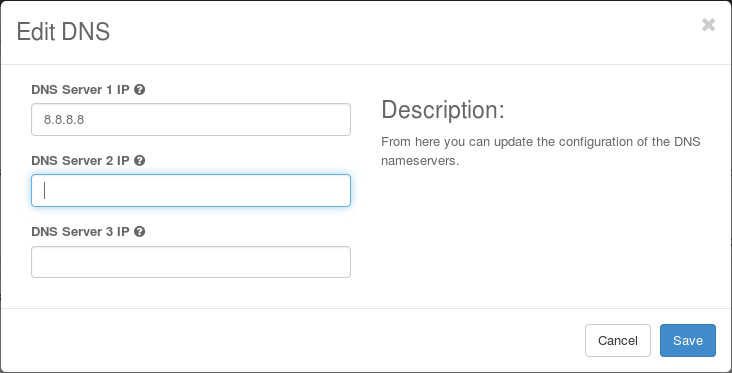 Edit DNS
DNS Server 1 IP
8.8.8.8
DNS Server 2 IP
DNS Server 3 IP
Description:
From here you can update the configuration of the DNS
nameservers.
Cancel
Save